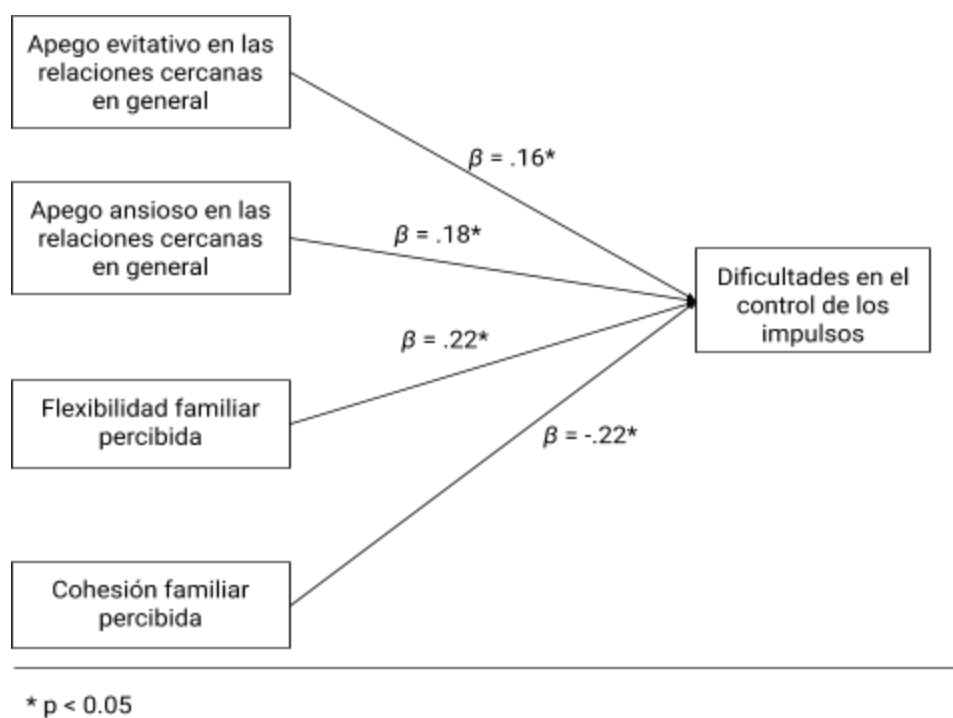 Apego evitativo en las
relaciones cercanas
en general
β = .16*
Apego ansioso en las
relaciones cercanas
en general
β = .18*
Dificultades en el
control de los
impulsos
β = .22*
Flexibilidad familiar
percibida
β = -.22*
Cohesión familiar
percibida
* p < 0.05